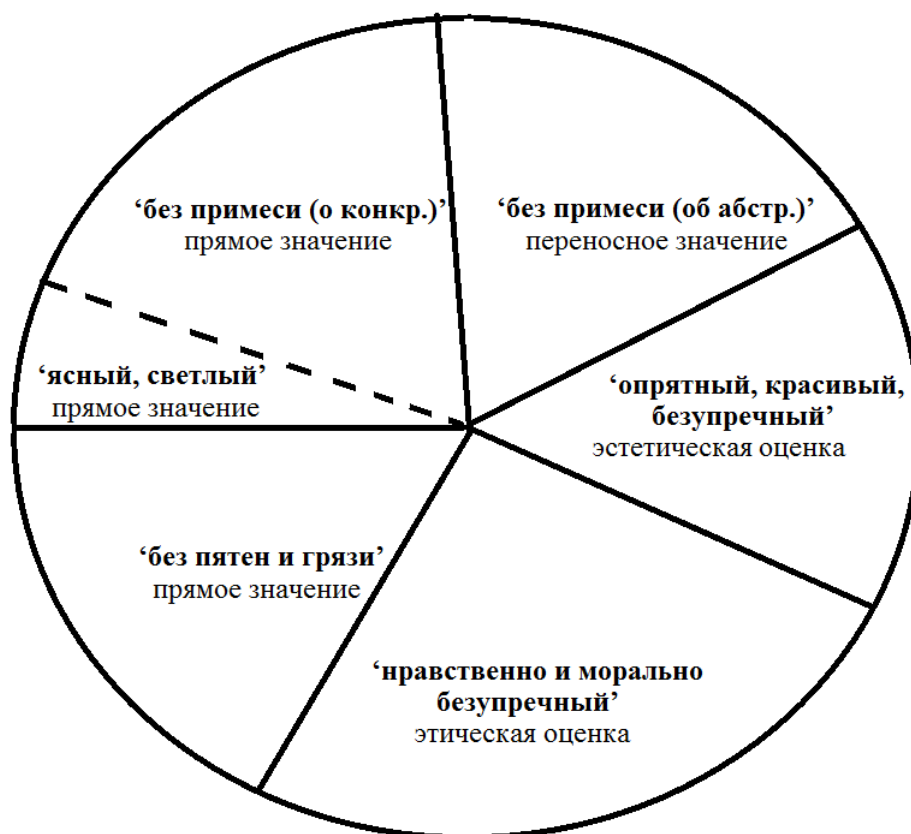 ‘без примеси (о конкр.)’
прямое значение
‘без примеси (об абстр.)’
переносное значение
‘ясный, светлый’
прямое значение
‘опрятный, красивый,
безупречный’
эстетическая оценка
‘без пятен и грязи’
прямое значение
‘нравственно и морально
безупречный’
этическая оценка